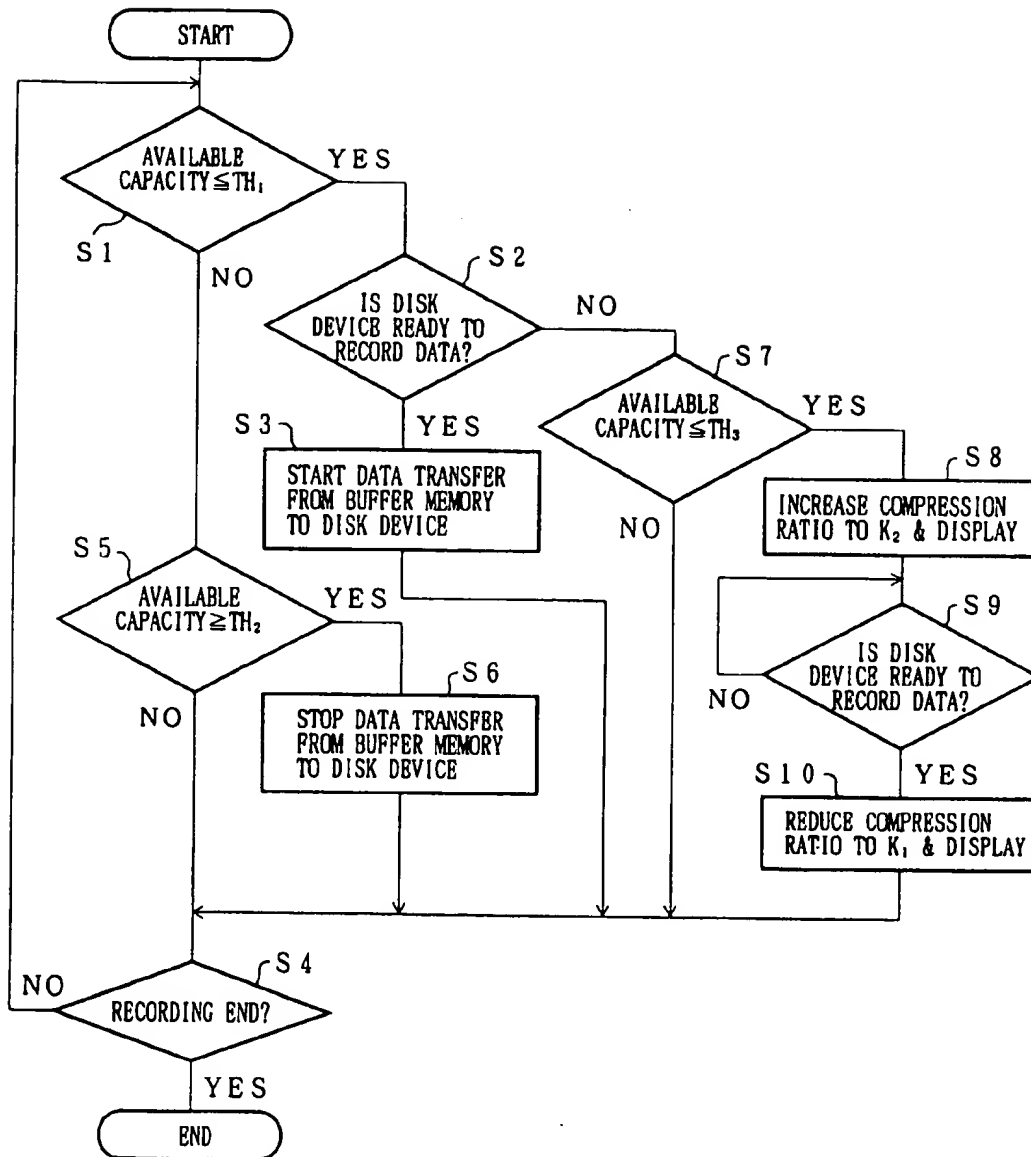 START
AVAILABLE
CAPACITY≦TH₁
YES
S1
NO
S2
IS DISK
DEVICE READY TO
RECORD DATA?
NO
YES
S7
AVAILABLE
CAPACITY≦TH₃
YES
NO
S3
START DATA TRANSFER
FROM BUFFER MEMORY
TO DISK DEVICE
S8
INCREASE COMPRESSION
RATIO TO K₂ & DISPLAY
S5
AVAILABLE
CAPACITY≧TH₂
YES
NO
S9
IS DISK
DEVICE READY TO
RECORD DATA?
NO
YES
S6
STOP DATA TRANSFER
FROM BUFFER MEMORY
TO DISK DEVICE
S10
REDUCE COMPRESSION
RATIO TO K₁ & DISPLAY
S4
NO
RECORDING END?
YES
END